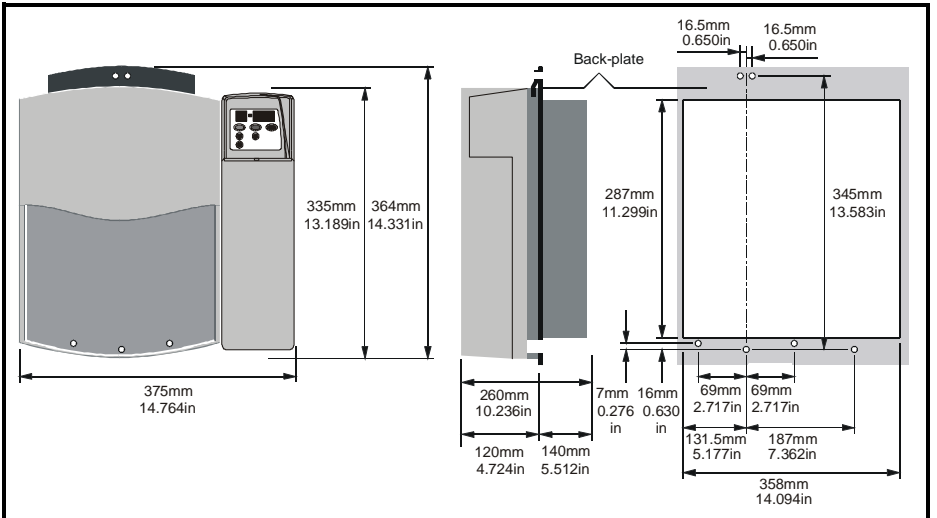 16.5mm
0.650in
16.5mm
0.650in
Back-plate
335mm
13.189in
364mm
14.331in
287mm
11.299in
345mm
13.583in
375mm
14.764in
260mm
10.236in
120mm
4.724in
140mm
5.512in
7mm
0.276
in
16mm
0.630
in
69mm
2.717in
69mm
2.717in
131.5mm
5.177in
187mm
7.362in
358mm
14.094in